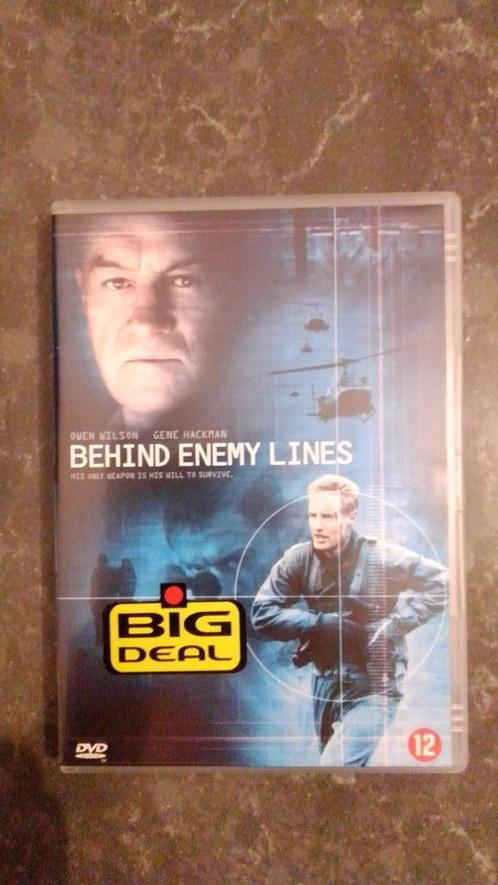 OWEN WILSON GENE HACKMAN
BEHIND ENEMY LINES
HIS ONLY WEAPON IS HIS WILL TO SURVIVE.
BIG
DEAL
DVD
12